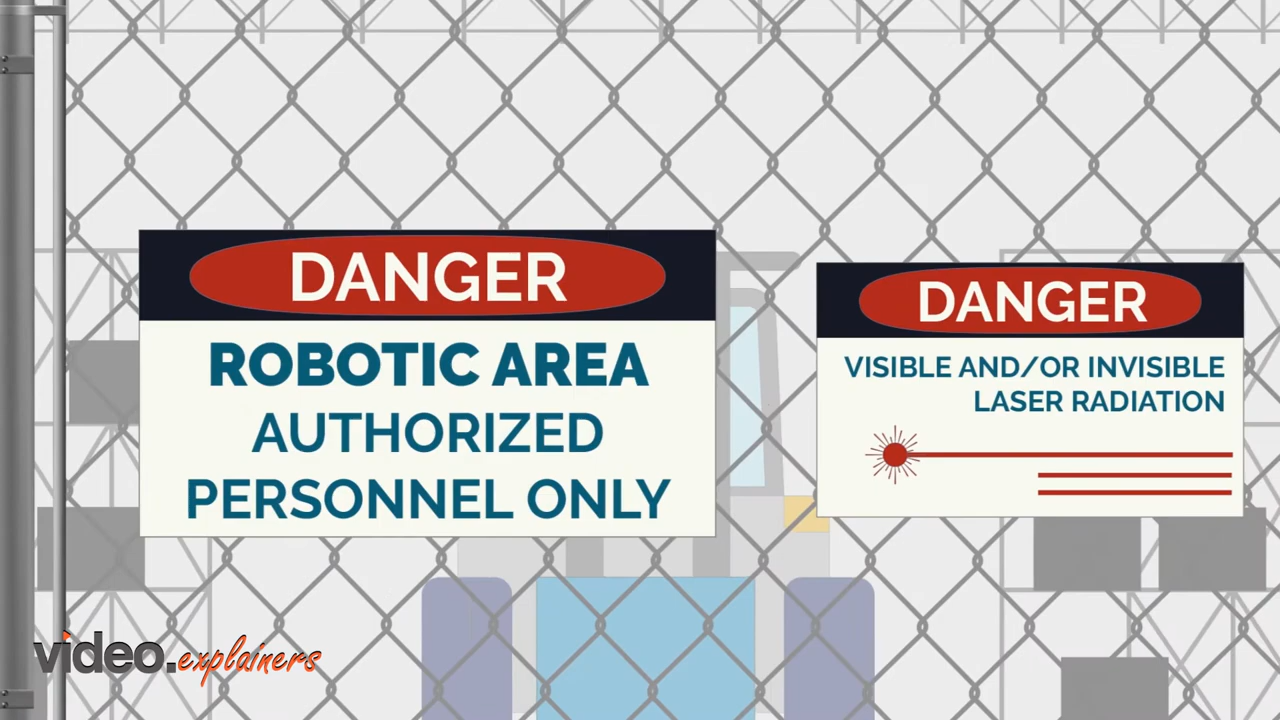 DANGER
ROBOTIC AREA
AUTHORIZED
PERSONNEL ONLY
DANGER
VISIBLE AND/OR INVISIBLE
LASER RADIATION
video.explainers